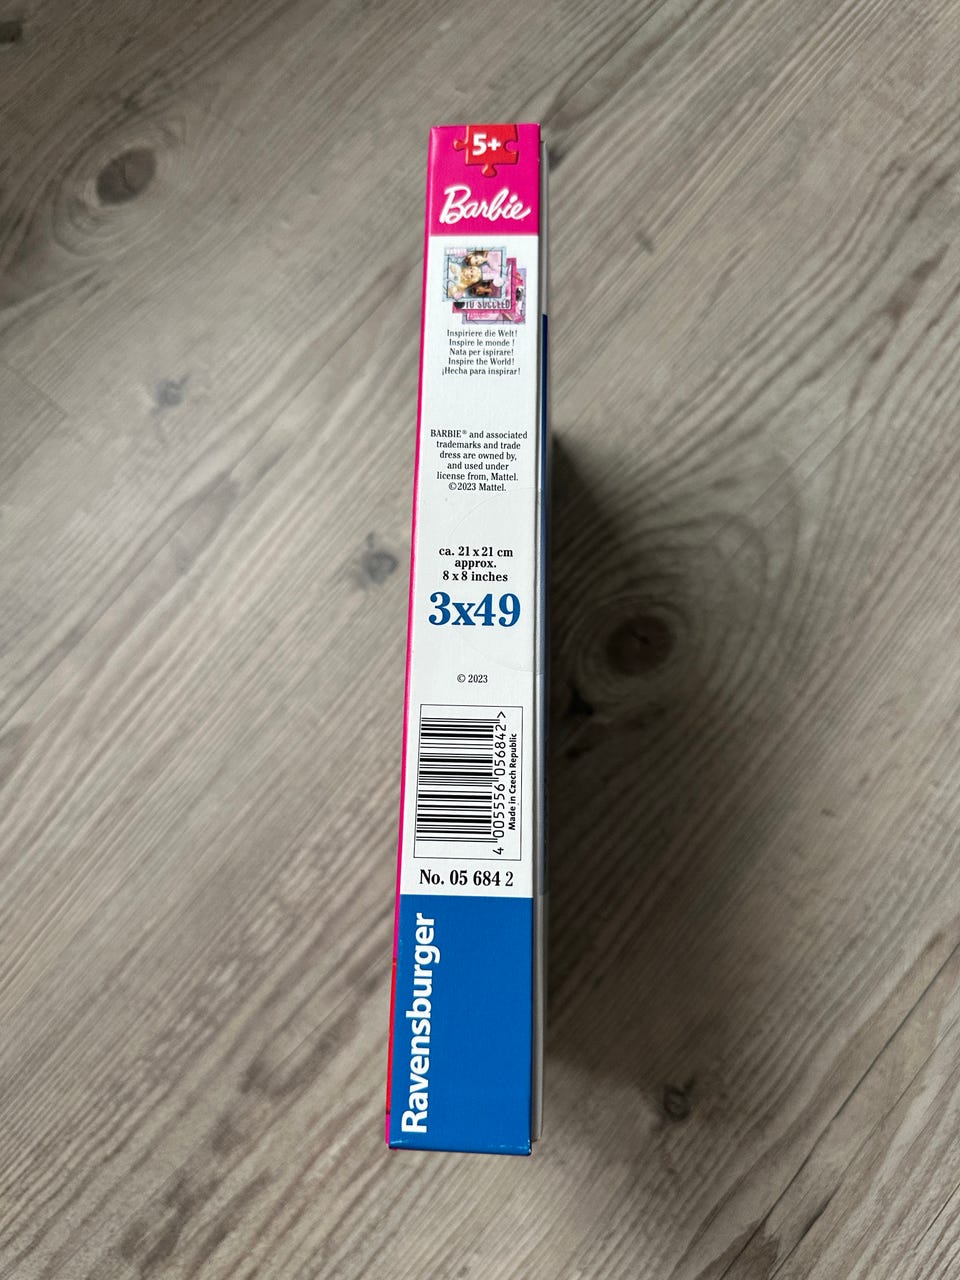 5+
Barbie
TO SUCCEED
Inspiriere die Welt!
Inspire le monde !
Nata per ispirare!
Inspire the World!
¡Hecha para inspirar!
BARBIE® and associated
trademarks and trade
dress are owned by,
and used under
license from, Mattel.
©2023 Mattel.
ca. 21 x 21 cm
approx.
8 x 8 inches
3x49
© 2023
4 005556 056842 >
Made in Czech Republic
No. 05 684 2
Ravensburger